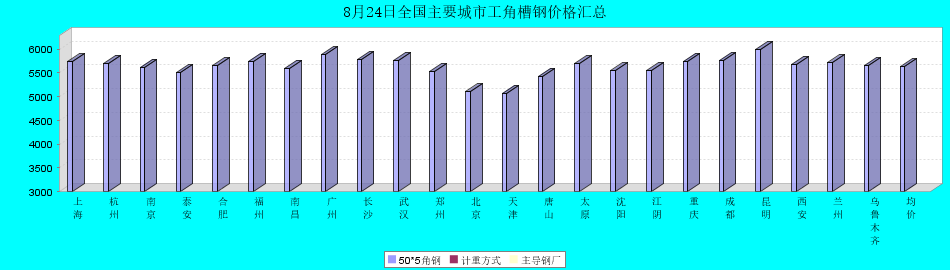 8月24日全国主要城市工角槽钢价格汇总
6000
5500
5000
4500
4000
3500
3000
上海 杭州 南京 泰安 合肥 福州 南昌 广州 长沙 武汉 郑州 北京 天津 唐山 太原 沈阳 江阴 重庆 成都 昆明 西安 兰州 乌鲁木齐 均价
50*5角钢 计重方式 主导钢厂